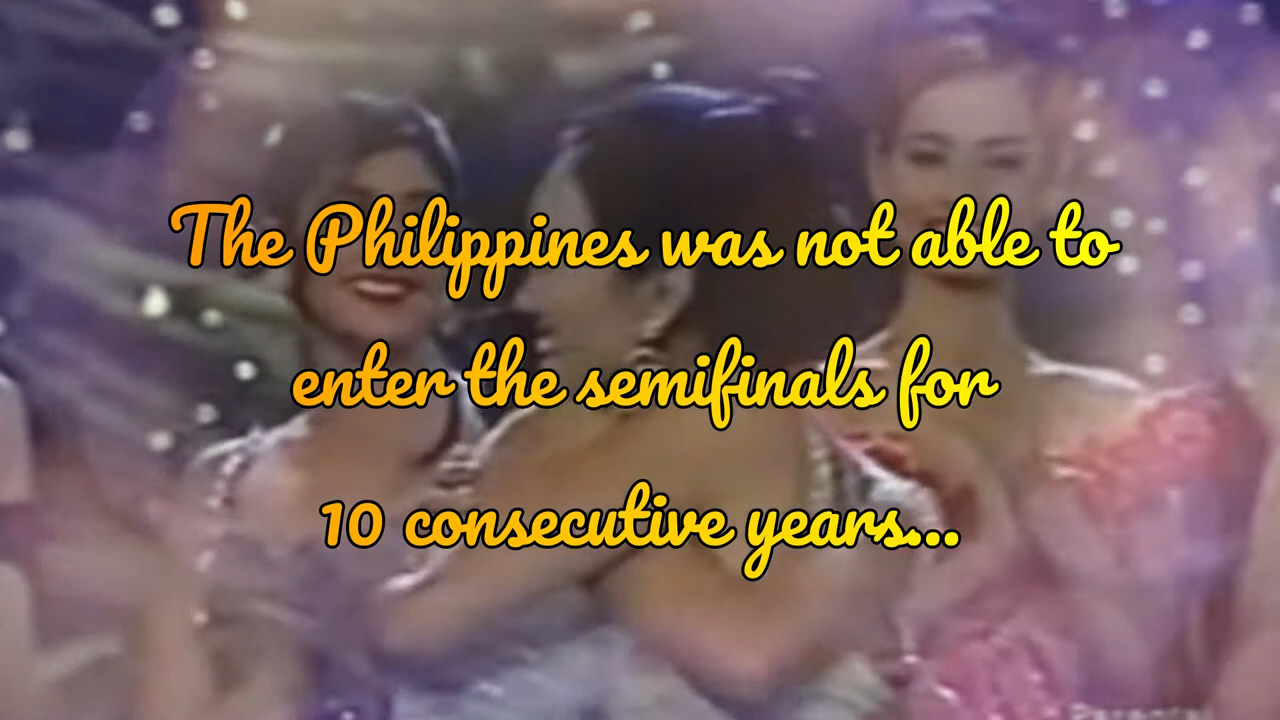 The Philippines was not able to
enter the semifinals for
10 consecutive years...